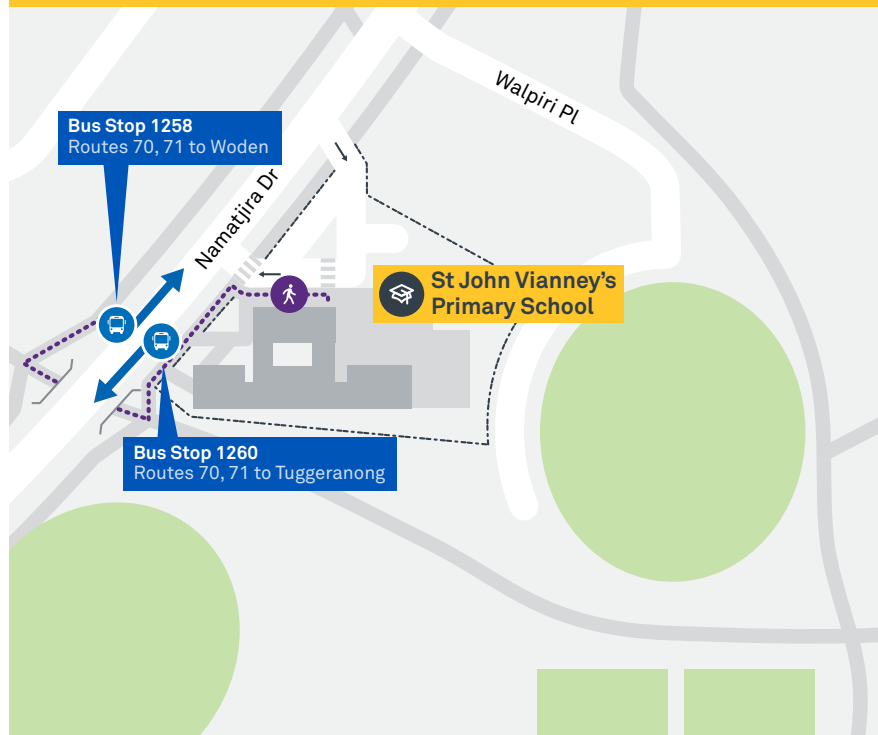 Walpiri Pl
Bus Stop 1258
Routes 70, 71 to Woden
Namatjira Dr
St John Vianney's
Primary School
Bus Stop 1260
Routes 70, 71 to Tuggeranong